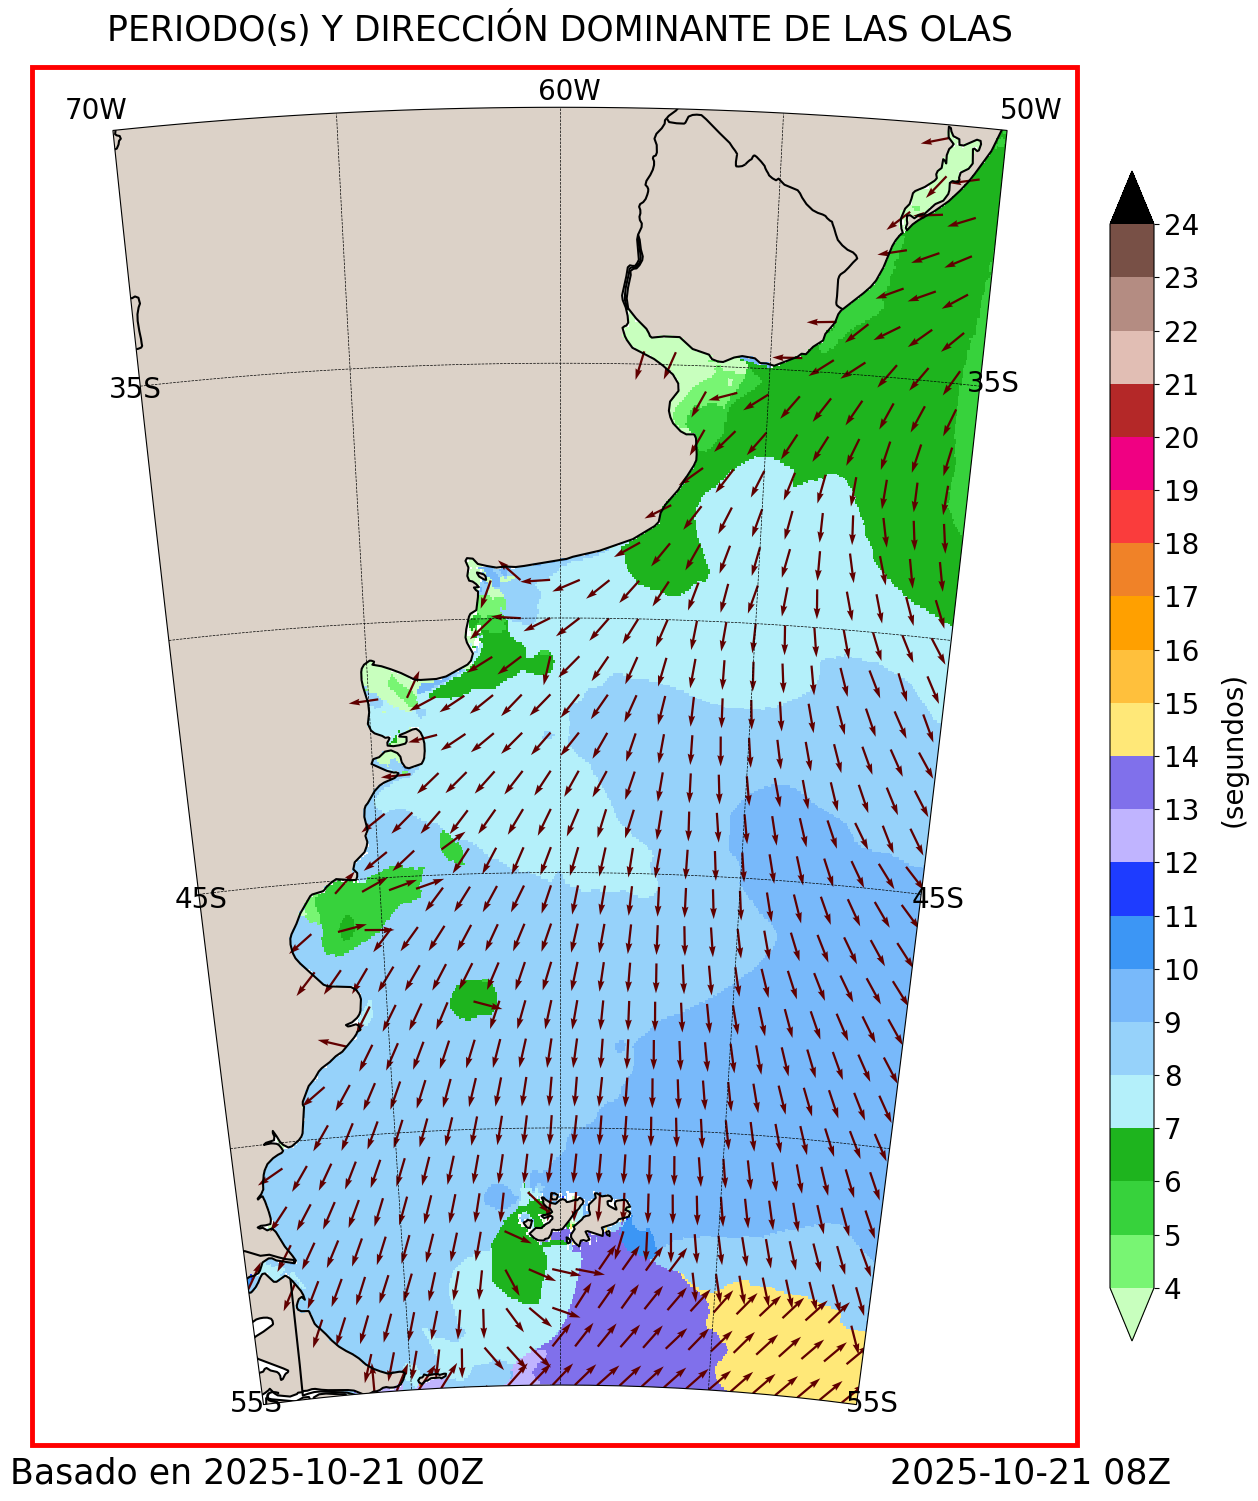 PERIODO(s) Y DIRECCIÓN DOMINANTE DE LAS OLAS
70W
60W
50W
35S
35S
45S
45S
55S
55S
24
23
22
21
20
19
18
17
16
15
14
13
12
11
10
9
8
7
6
5
4
(segundos)
Basado en 2025-10-21 00Z
2025-10-21 08Z